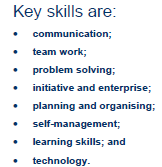 Key skills are:
• communication;
• team work;
• problem solving;
• initiative and enterprise;
• planning and organising;
• self-management;
• learning skills; and
• technology.